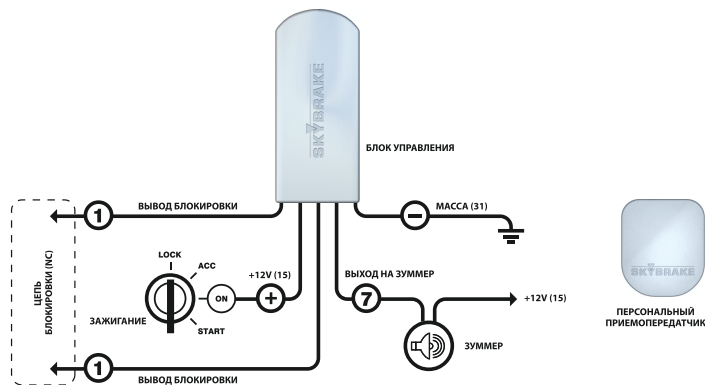 SKYBRAKE
БЛОК УПРАВЛЕНИЯ
ВЫВОД БЛОКИРОВКИ
1
МАССА (31)
LOCK
ACC
+12V (15)
ON
+
ВЫХОД НА ЗУММЕР
7
+12V (15)
SKYBRAKE
ЦЕПЬ
БЛОКИРОВКИ (NC)
ЗАЖИГАНИЕ
START
ЗУММЕР
ПЕРСОНАЛЬНЫЙ
ПРИЕМОПЕРЕДАТЧИК
1
ВЫВОД БЛОКИРОВКИ